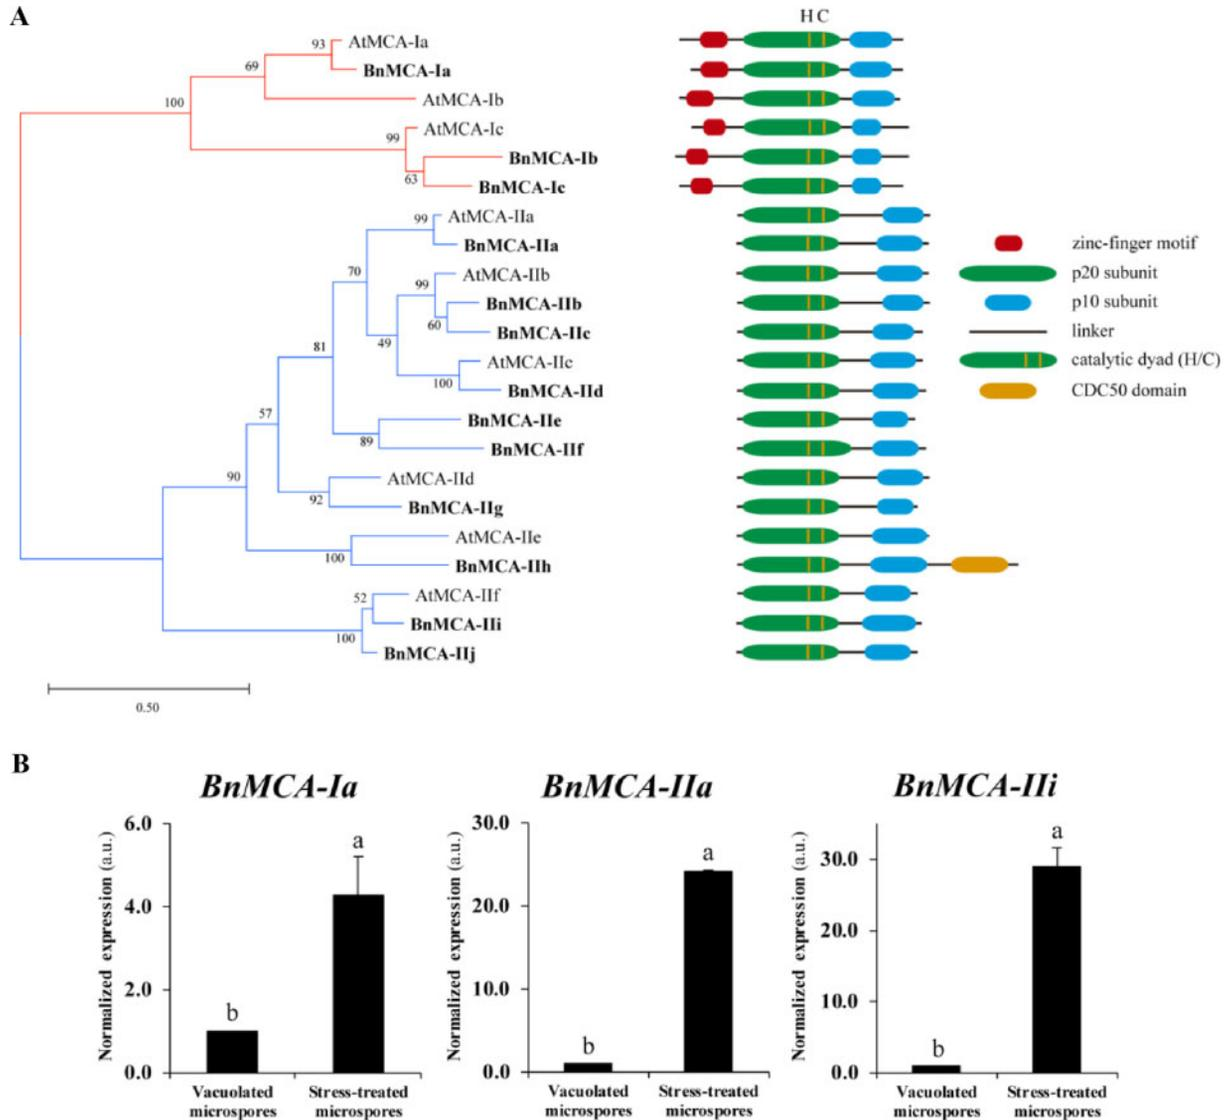 A
H C
93
AtMCA-Ia
69
BnMCA-Ia
AtMCA-Ib
100
AtMCA-Ic
99
BnMCA-Ib
63
BnMCA-Ic
AtMCA-IIa
99
BnMCA-IIa
70
AtMCA-IIb
99
BnMCA-IIb
60
BnMCA-IIc
81
49
AtMCA-IIc
100
BnMCA-IId
57
BnMCA-IIe
89
BnMCA-IIf
90
AtMCA-IId
92
BnMCA-IIg
AtMCA-IIe
100
BnMCA-IIh
52
AtMCA-IIf
BnMCA-IIi
100
BnMCA-IIj
0.50
zinc-finger motif
p20 subunit
p10 subunit
linker
catalytic dyad (H/C)
CDC50 domain
B
BnMCA-Ia
Normalized expression (a.u.)
6.0
4.0
2.0
0.0
b
a
Vacuolated
microspores
Stress-treated
microspores
BnMCA-IIa
Normalized expression (a.u.)
30.0
20.0
10.0
0.0
b
a
Vacuolated
microspores
Stress-treated
microspores
BnMCA-IIi
Normalized expression (a.u.)
30.0
20.0
10.0
0.0
b
a
Vacuolated
microspores
Stress-treated
microspores